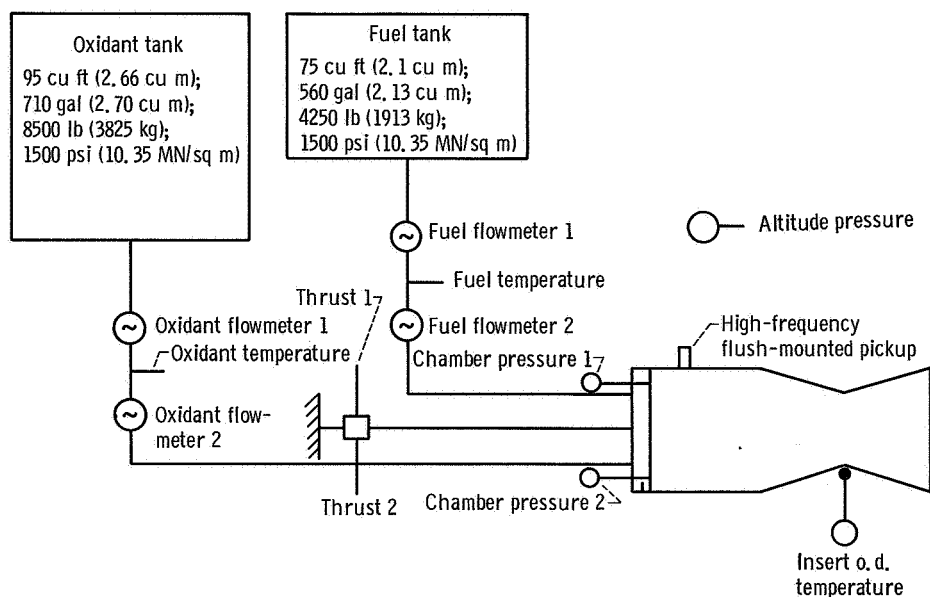 Oxidant tank
95 cu ft (2.66 cu m);
710 gal (2.70 cu m);
8500 lb (3825 kg);
1500 psi (10.35 MN/sq m)
Fuel tank
75 cu ft (2.1 cu m);
560 gal (2.13 cu m);
4250 lb (1913 kg);
1500 psi (10.35 MN/sq m)
Altitude pressure
Fuel flowmeter 1
Fuel temperature
Thrust 1
Fuel flowmeter 2
Oxidant flowmeter 1
Oxidant temperature
High-frequency
flush-mounted pickup
Chamber pressure 1
Oxidant flow-
meter 2
Thrust 2
Chamber pressure 2
Insert o. d.
temperature